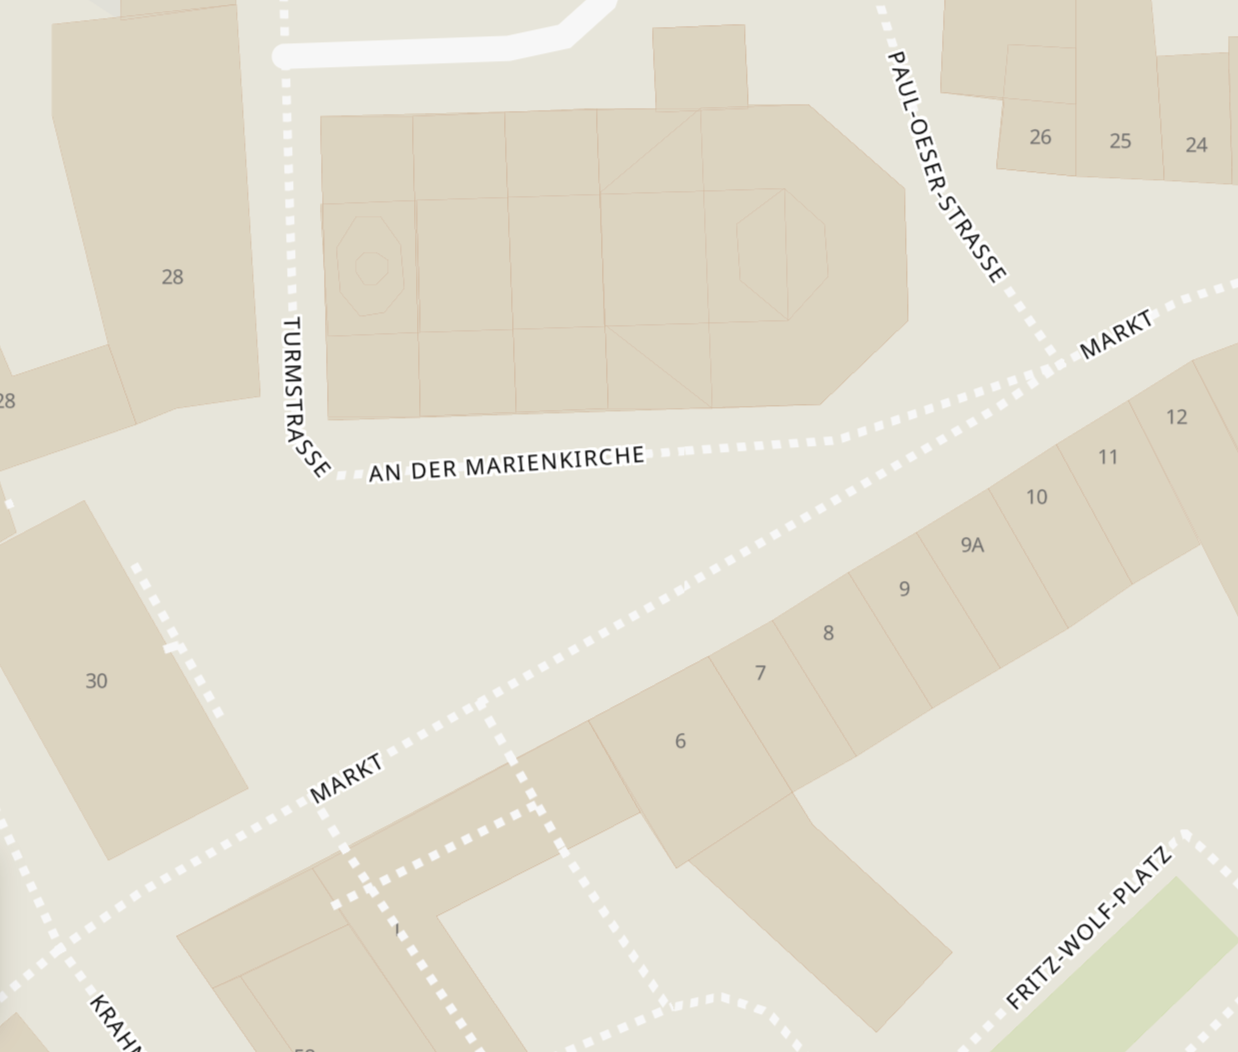 PAUL-OESER-STRASSE
26
25
24
28
TURMSTRASSE
MARKT
28
12
AN DER MARIENKIRCHE
11
10
9A
9
8
7
30
6
MARKT
FRITZ-WOLF-PLATZ
KRAHN